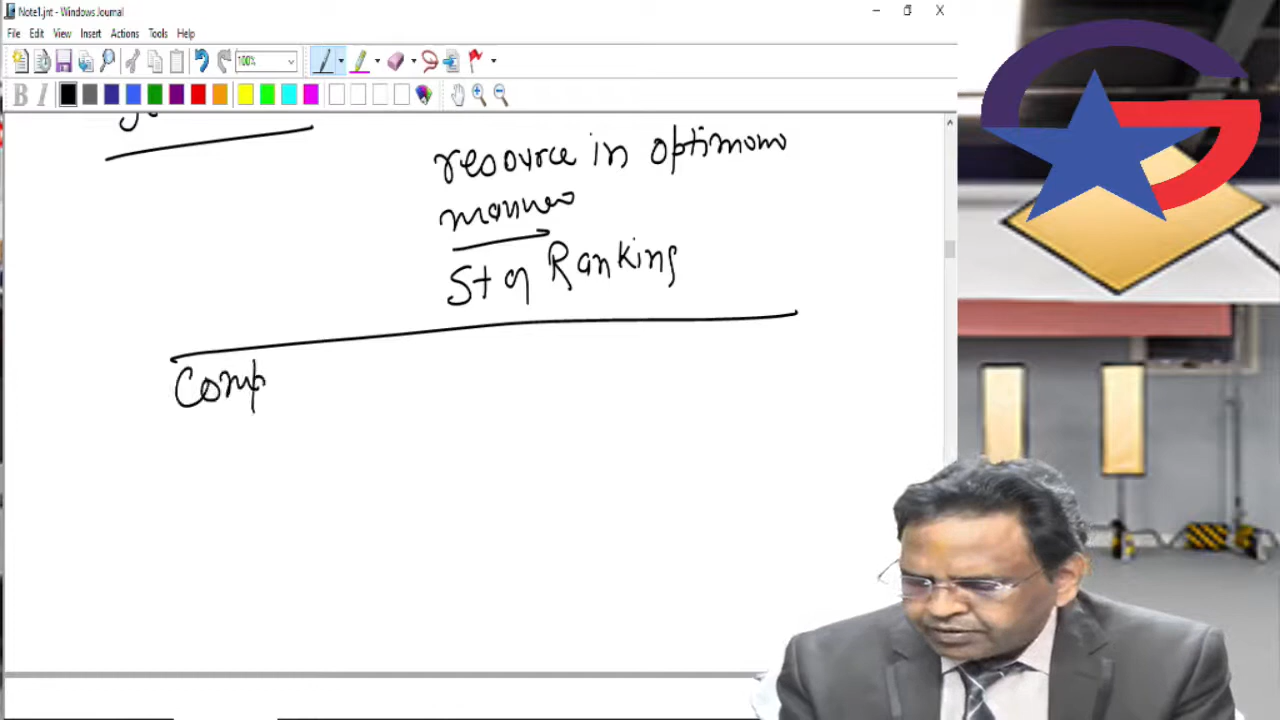 Note1.jnt - Windows Journal
File Edit View Insert Actions Tools Help
100%
B I
resource in optimum
manner
St of Ranking
Comp